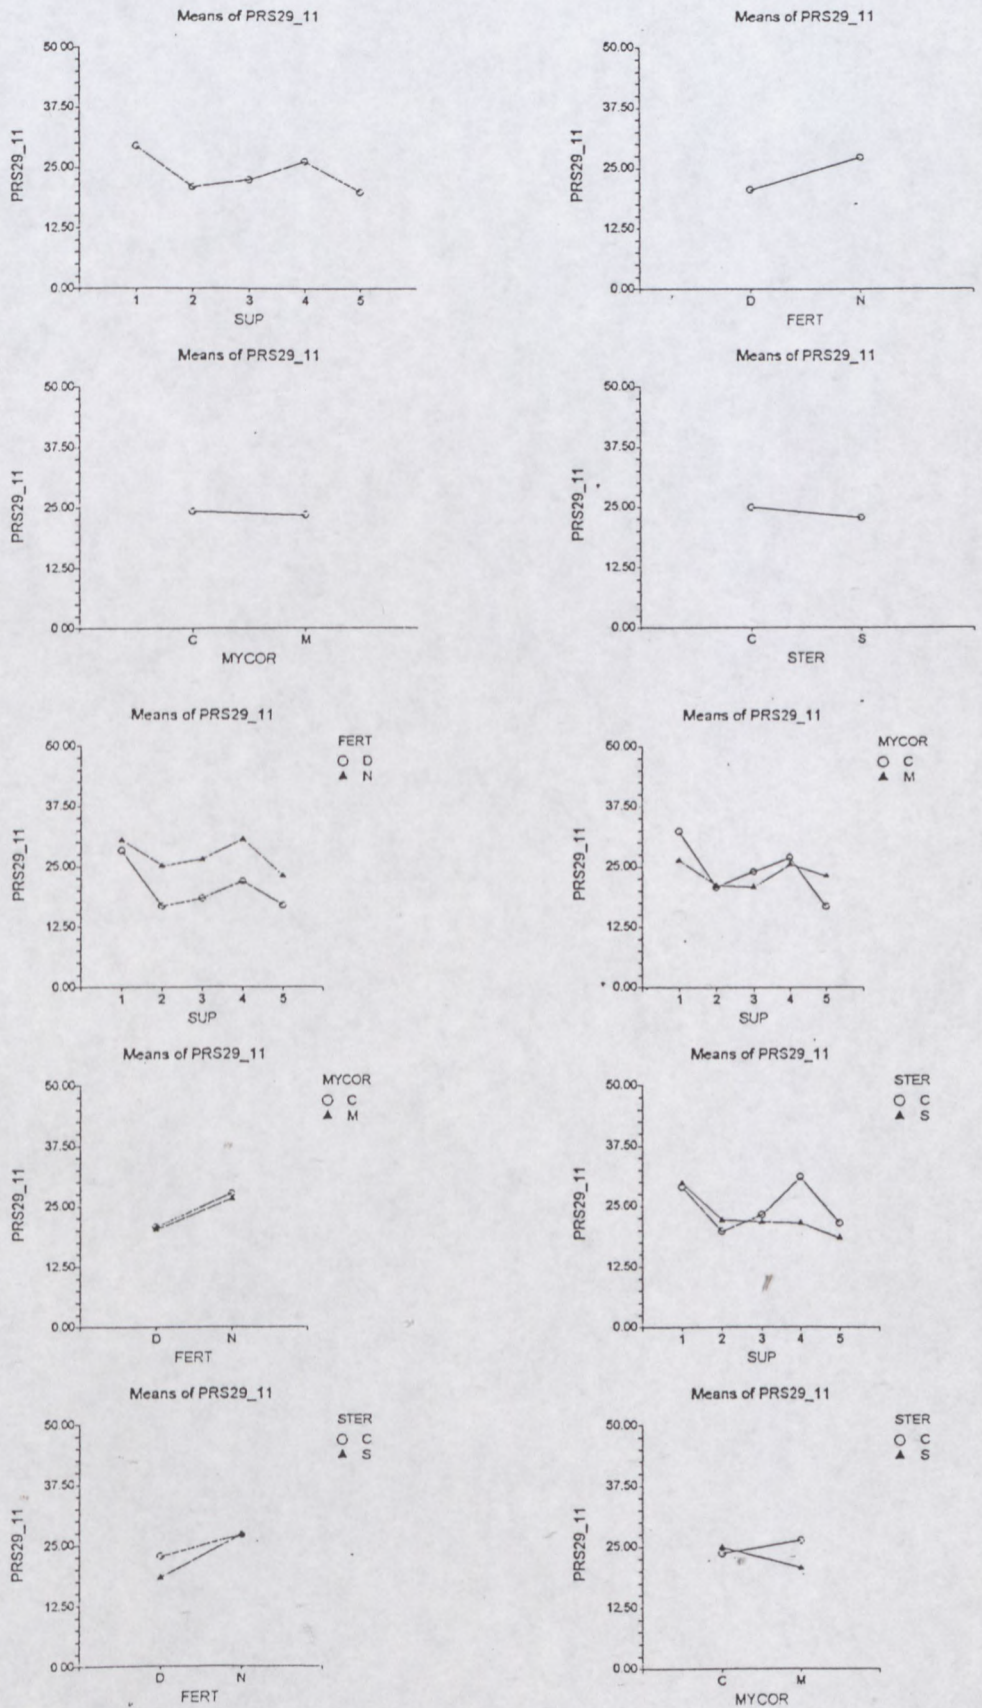 Means of PRS29_11
50.00
37.50
25.00
12.50
0.00
PRS29_11
1 2 3 4 5
SUP
Means of PRS29_11
50.00
37.50
25.00
12.50
0.00
PRS29_11
D N
FERT
Means of PRS29_11
50.00
37.50
25.00
12.50
0.00
PRS29_11
C M
MYCOR
Means of PRS29_11
50.00
37.50
25.00
12.50
0.00
PRS29_11
C S
STER
Means of PRS29_11
FERT
D
N
50.00
37.50
25.00
12.50
0.00
PRS29_11
1 2 3 4 5
SUP
Means of PRS29_11
MYCOR
C
M
50.00
37.50
25.00
12.50
0.00
PRS29_11
1 2 3 4 5
SUP
Means of PRS29_11
MYCOR
C
M
50.00
37.50
25.00
12.50
0.00
PRS29_11
D N
FERT
Means of PRS29_11
STER
C
S
50.00
37.50
25.00
12.50
0.00
PRS29_11
1 2 3 4 5
SUP
Means of PRS29_11
STER
C
S
50.00
37.50
25.00
12.50
0.00
PRS29_11
D N
FERT
Means of PRS29_11
STER
C
S
50.00
37.50
25.00
12.50
0.00
PRS29_11
C M
MYCOR